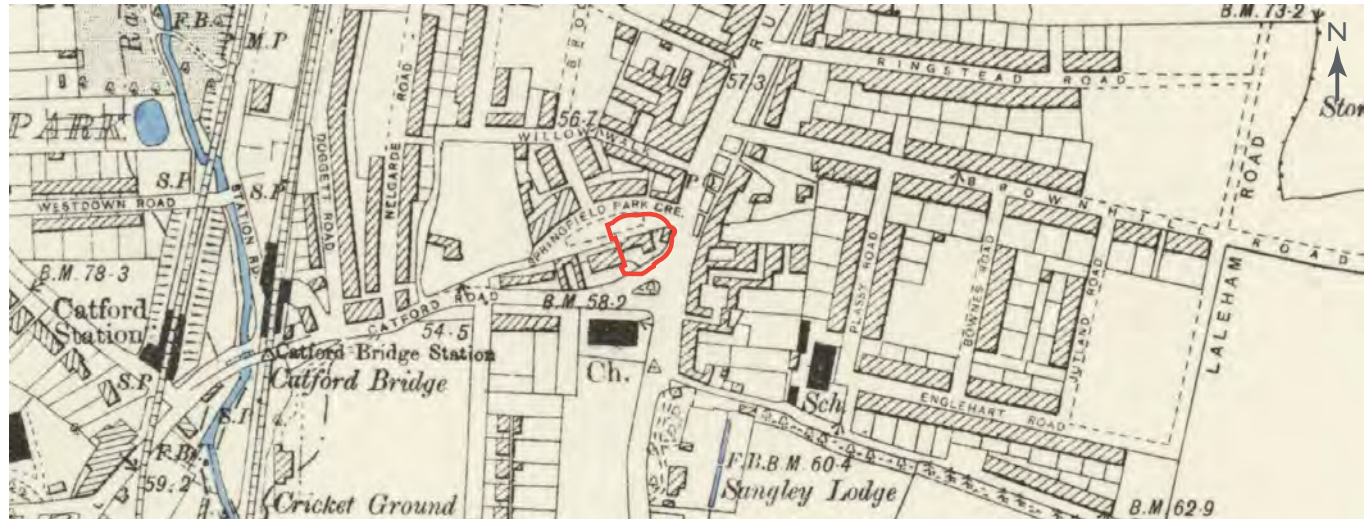 F.B.
M.P
B.M. 73·2
N
57·3
RINGSTEAD ROAD
PARK
56·7
WILLOW WALK
Stor
DOGGETT ROAD
NELGARDE ROAD
S.P
S.P
STATION RD.
WESTDOWN ROAD
SPRINGFIELD PARK CRE.
P
BROWNHILL ROAD
LALEHAM ROAD
B.M. 78·3
Catford
Station
CATFORD ROAD
54·5
B.M. 58·2
PLASSY ROAD
BOWNESS ROAD
JUTLAND ROAD
Catford Bridge Station
Catford Bridge
Ch.
S.P
S.P
Sch
ENGLEHART ROAD
F.B.
59·2
F.B.
B.M. 60·4
Sangley Lodge
Cricket Ground
B.M. 62·9